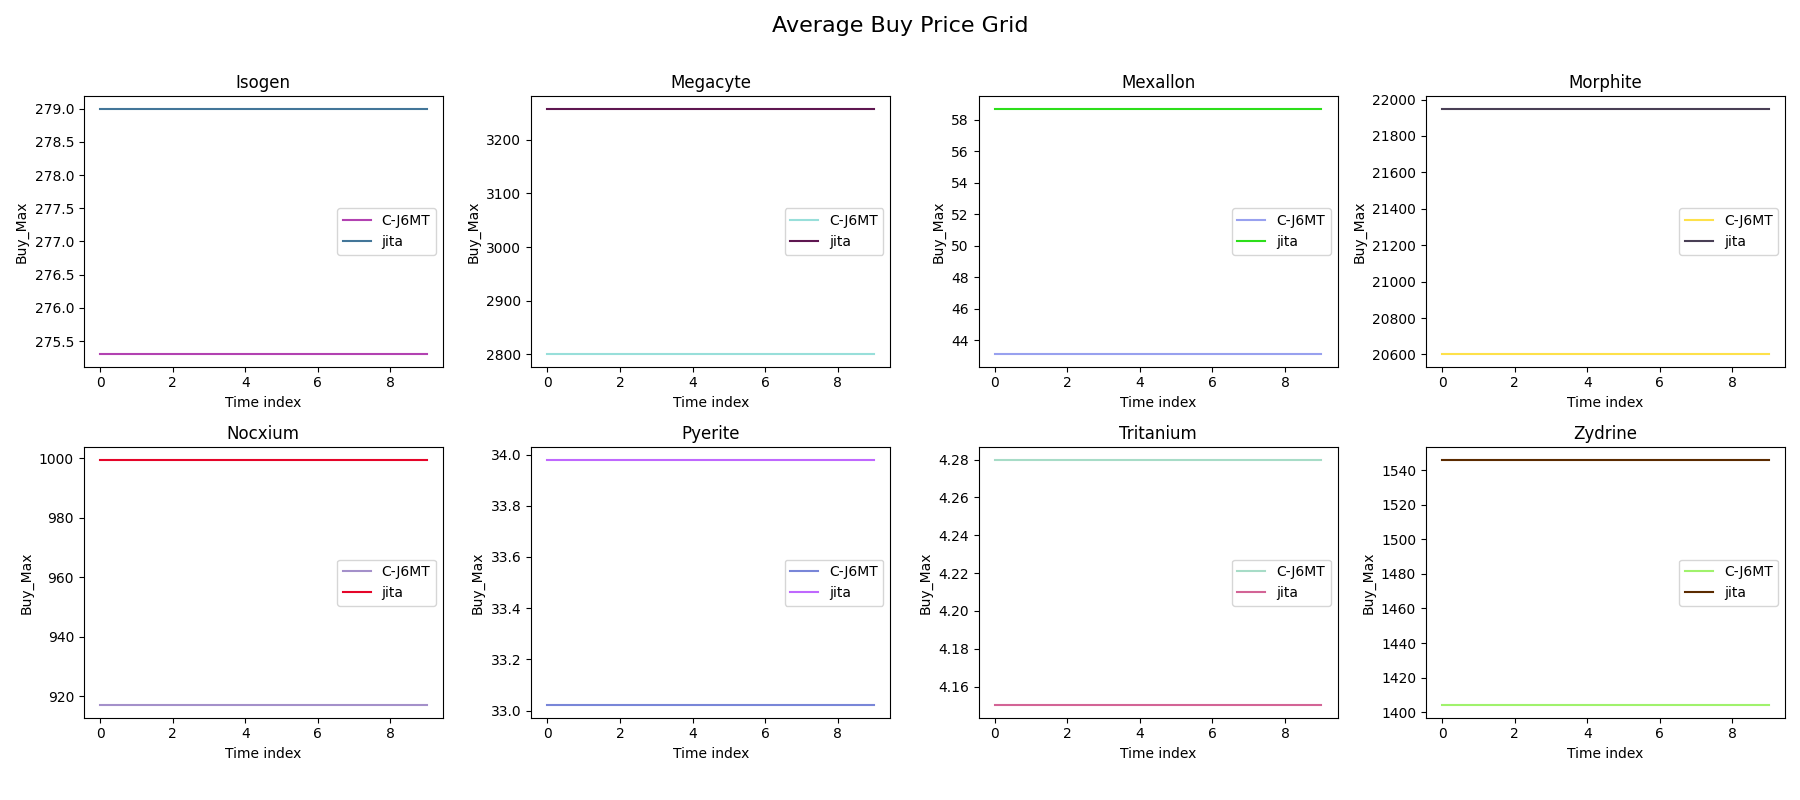 Average Buy Price Grid
Isogen
279.0
278.5
278.0
277.5
277.0
276.5
276.0
275.5
Buy_Max
C-J6MT
jita
0 2 4 6 8
Time index
Megacyte
3200
3100
3000
2900
2800
Buy_Max
C-J6MT
jita
0 2 4 6 8
Time index
Mexallon
58
56
54
52
50
48
46
44
Buy_Max
C-J6MT
jita
0 2 4 6 8
Time index
Morphite
22000
21800
21600
21400
21200
21000
20800
20600
Buy_Max
C-J6MT
jita
0 2 4 6 8
Time index
Nocxium
1000
980
960
940
920
Buy_Max
C-J6MT
jita
0 2 4 6 8
Time index
Pyerite
34.0
33.8
33.6
33.4
33.2
33.0
Buy_Max
C-J6MT
jita
0 2 4 6 8
Time index
Tritanium
4.28
4.26
4.24
4.22
4.20
4.18
4.16
Buy_Max
C-J6MT
jita
0 2 4 6 8
Time index
Zydrine
1540
1520
1500
1480
1460
1440
1420
1400
Buy_Max
C-J6MT
jita
0 2 4 6 8
Time index